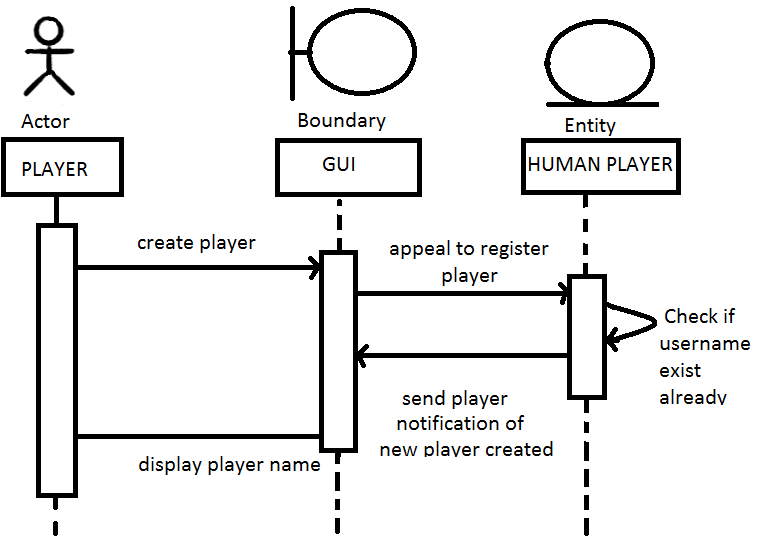 Actor
Boundary
Entity
PLAYER
GUI
HUMAN PLAYER
create player
appeal to register
player
Check if
username
exist
already
send player
notification of
new player created
display player name